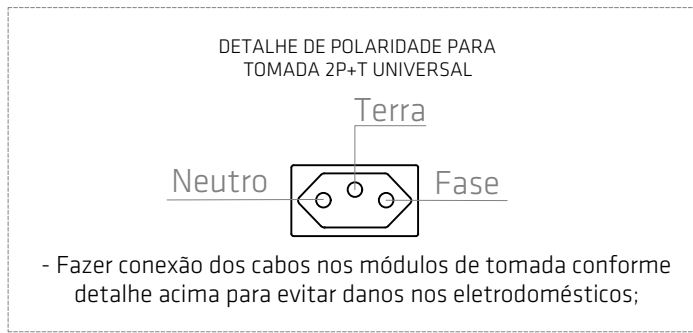 DETALHE DE POLARIDADE PARA
TOMADA 2P+T UNIVERSAL
Terra
Neutro
Fase
- Fazer conexão dos cabos nos módulos de tomada conforme
detalhe acima para evitar danos nos eletrodomésticos;